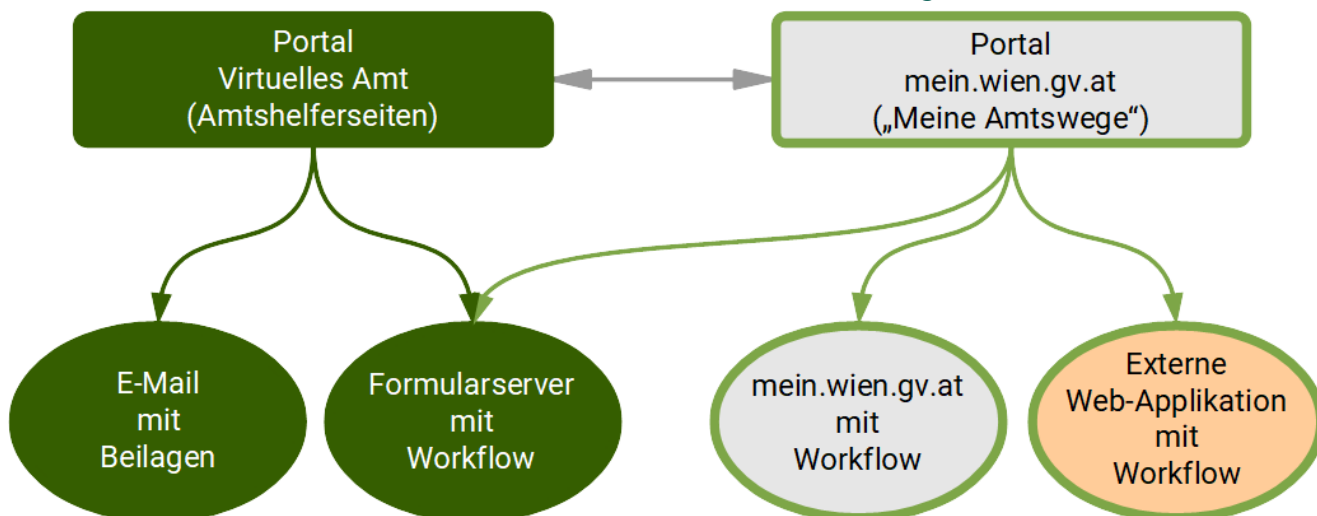 Portal
Virtuelles Amt
(Amtshelferseiten)
Portal
mein.wien.gv.at
(„Meine Amtswege“)
E-Mail
mit
Beilagen
Formularserver
mit
Workflow
mein.wien.gv.at
mit
Workflow
Externe
Web-Applikation
mit
Workflow